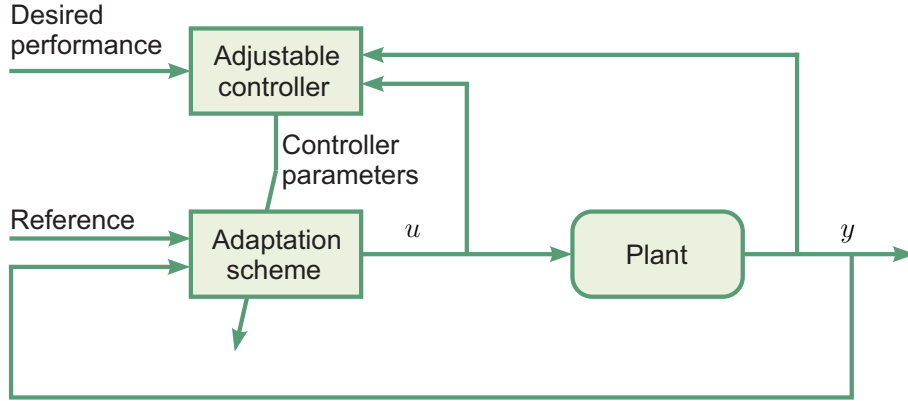 Desired
performance
Adjustable
controller
Controller
parameters
Reference
Adaptation
scheme
u
Plant
y